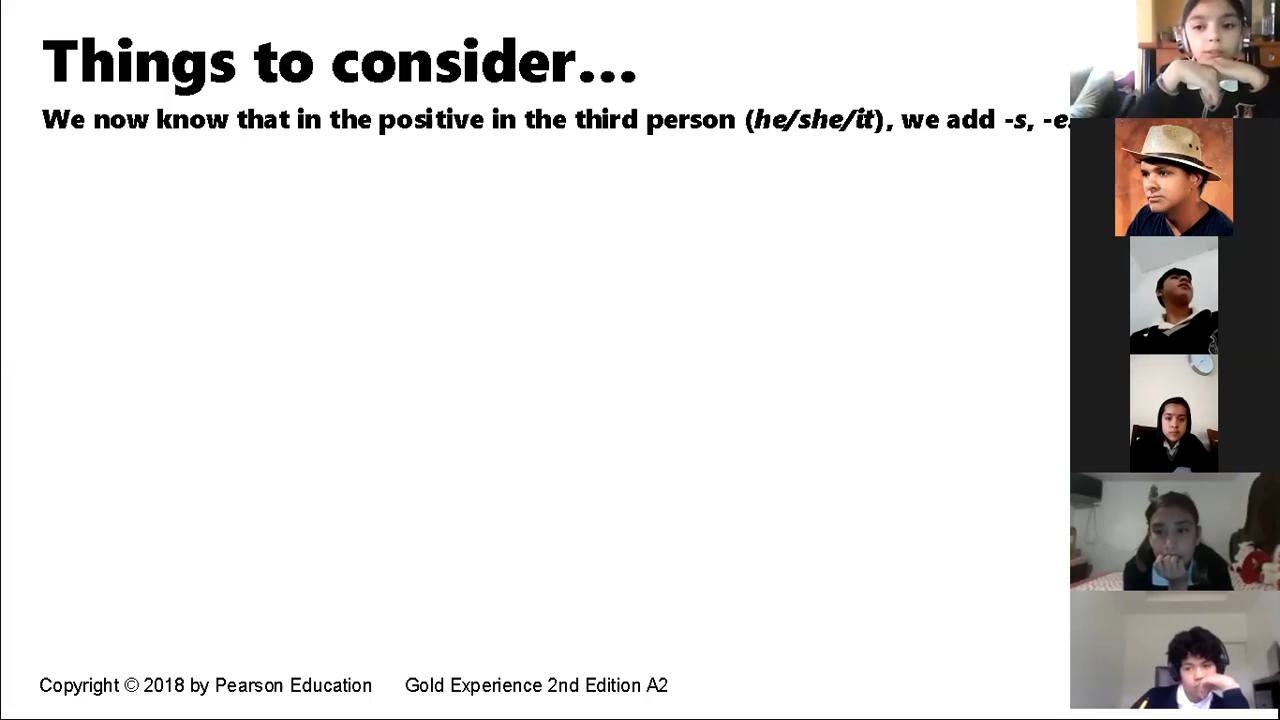 Things to consider...
We now know that in the positive in the third person (he/she/it), we add -s, -es
Copyright © 2018 by Pearson Education Gold Experience 2nd Edition A2